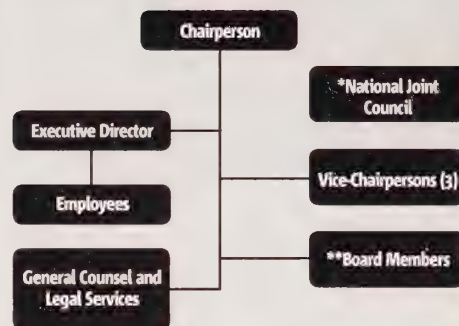 Chairperson
*National Joint
Council
Executive Director
Vice-Chairpersons (3)
Employees
**Board Members
General Counsel and
Legal Services